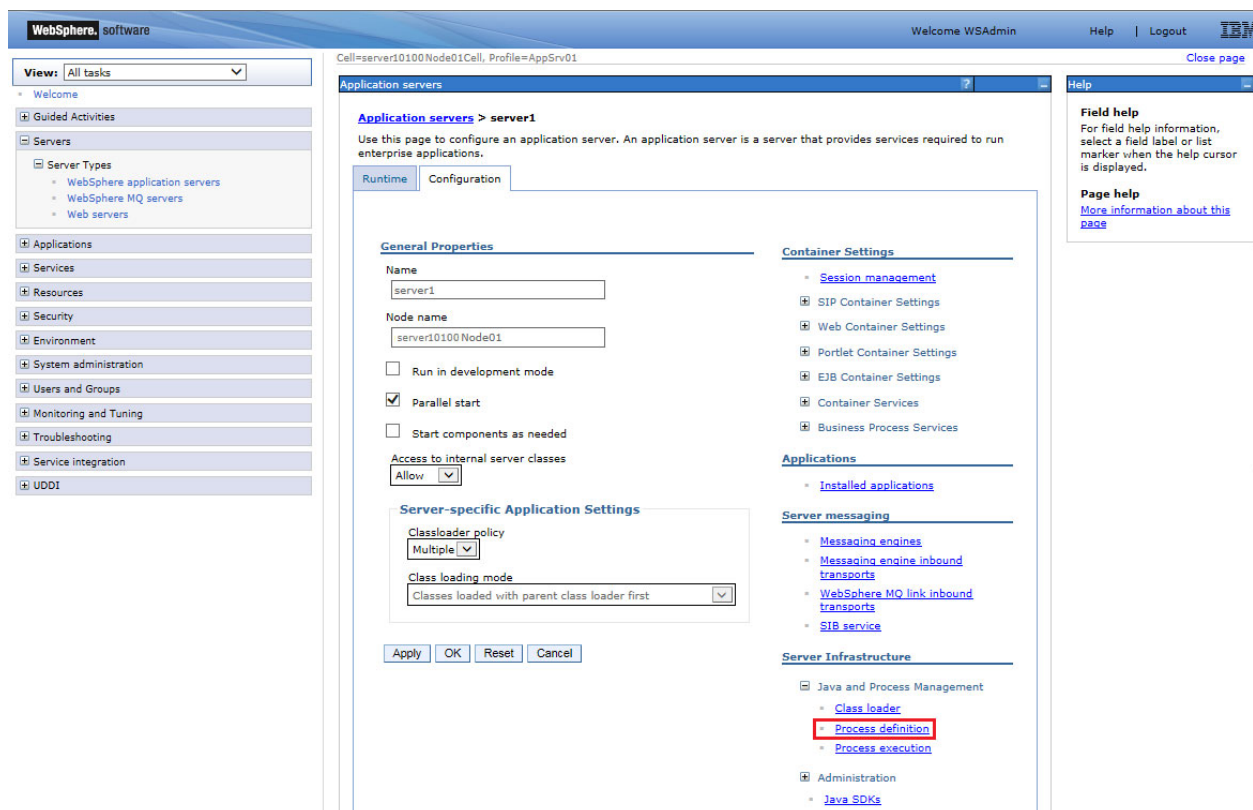 WebSphere. software
Welcome WSAdmin
Help | Logout
IBM
View: All tasks
Welcome
Guided Activities
Servers
Server Types
WebSphere application servers
WebSphere MQ servers
Web servers
Applications
Services
Resources
Security
Environment
System administration
Users and Groups
Monitoring and Tuning
Troubleshooting
Service integration
UDDI
Cell=server10100Node01Cell, Profile=AppSrv01
Close page
Application servers
?
Application servers > server1
Use this page to configure an application server. An application server is a server that provides services required to run
enterprise applications.
Runtime
Configuration
General Properties
Name
server1
Node name
server10100Node01
Run in development mode
Parallel start
Start components as needed
Access to internal server classes
Allow
Server-specific Application Settings
Classloader policy
Multiple
Class loading mode
Classes loaded with parent class loader first
Apply
OK
Reset
Cancel
Container Settings
Session management
SIP Container Settings
Web Container Settings
Portlet Container Settings
EJB Container Settings
Container Services
Business Process Services
Applications
Installed applications
Server messaging
Messaging engines
Messaging engine inbound
transports
WebSphere MQ link inbound
transports
SIB service
Server Infrastructure
Java and Process Management
Class loader
Process definition
Process execution
Administration
Java SDKs
Help
Field help
For field help information,
select a field label or list
marker when the help cursor
is displayed.
Page help
More information about this
page